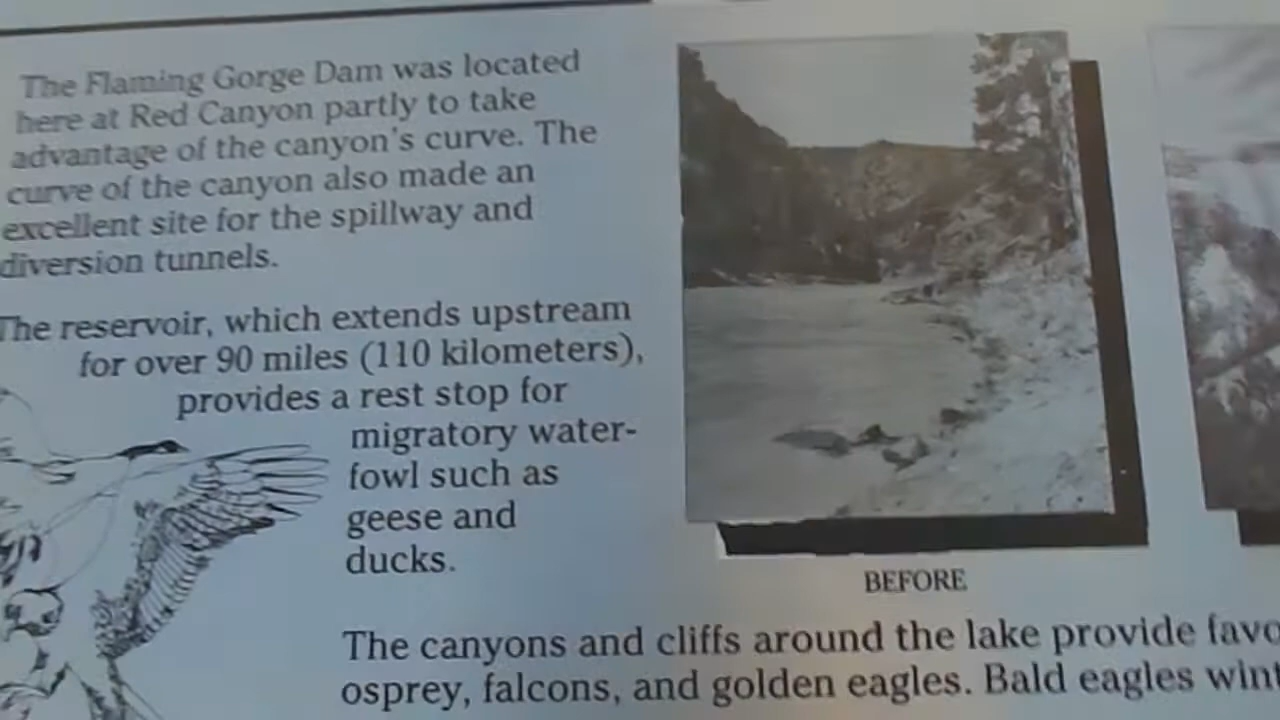 The Flaming Gorge Dam was located
here at Red Canyon partly to take
advantage of the canyon's curve. The
curve of the canyon also made an
excellent site for the spillway and
diversion tunnels.
The reservoir, which extends upstream
for over 90 miles (110 kilometers),
provides a rest stop for
migratory water-
fowl such as
geese and
ducks.
BEFORE
The canyons and cliffs around the lake provide favo
osprey, falcons, and golden eagles. Bald eagles wint